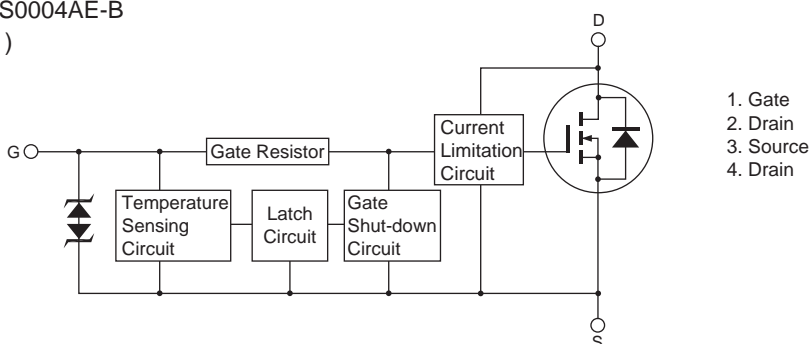 S0004AE-B
)
D
1. Gate
2. Drain
3. Source
4. Drain
G
Gate Resistor
Current
Limitation
Circuit
Temperature
Sensing
Circuit
Latch
Circuit
Gate
Shut-down
Circuit
S